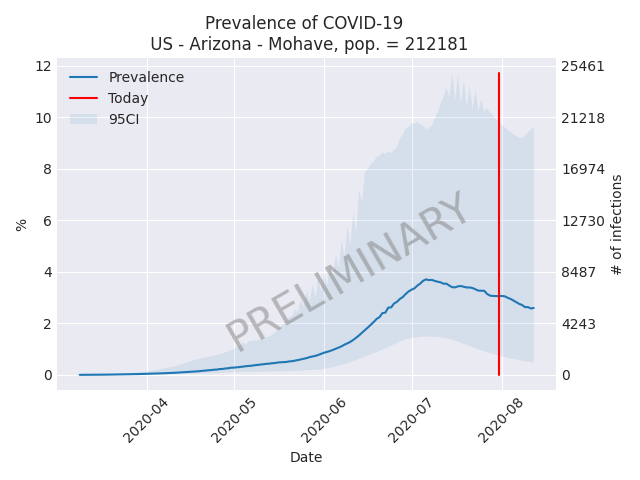 Prevalence of COVID-19
US - Arizona - Mohave, pop. = 212181
Prevalence
Today
95CI
12
10
8
6
4
2
0
%
25461
21218
16974
12730
8487
4243
0
# of infections
PRELIMINARY
2020-04
2020-05
2020-06
2020-07
2020-08
Date